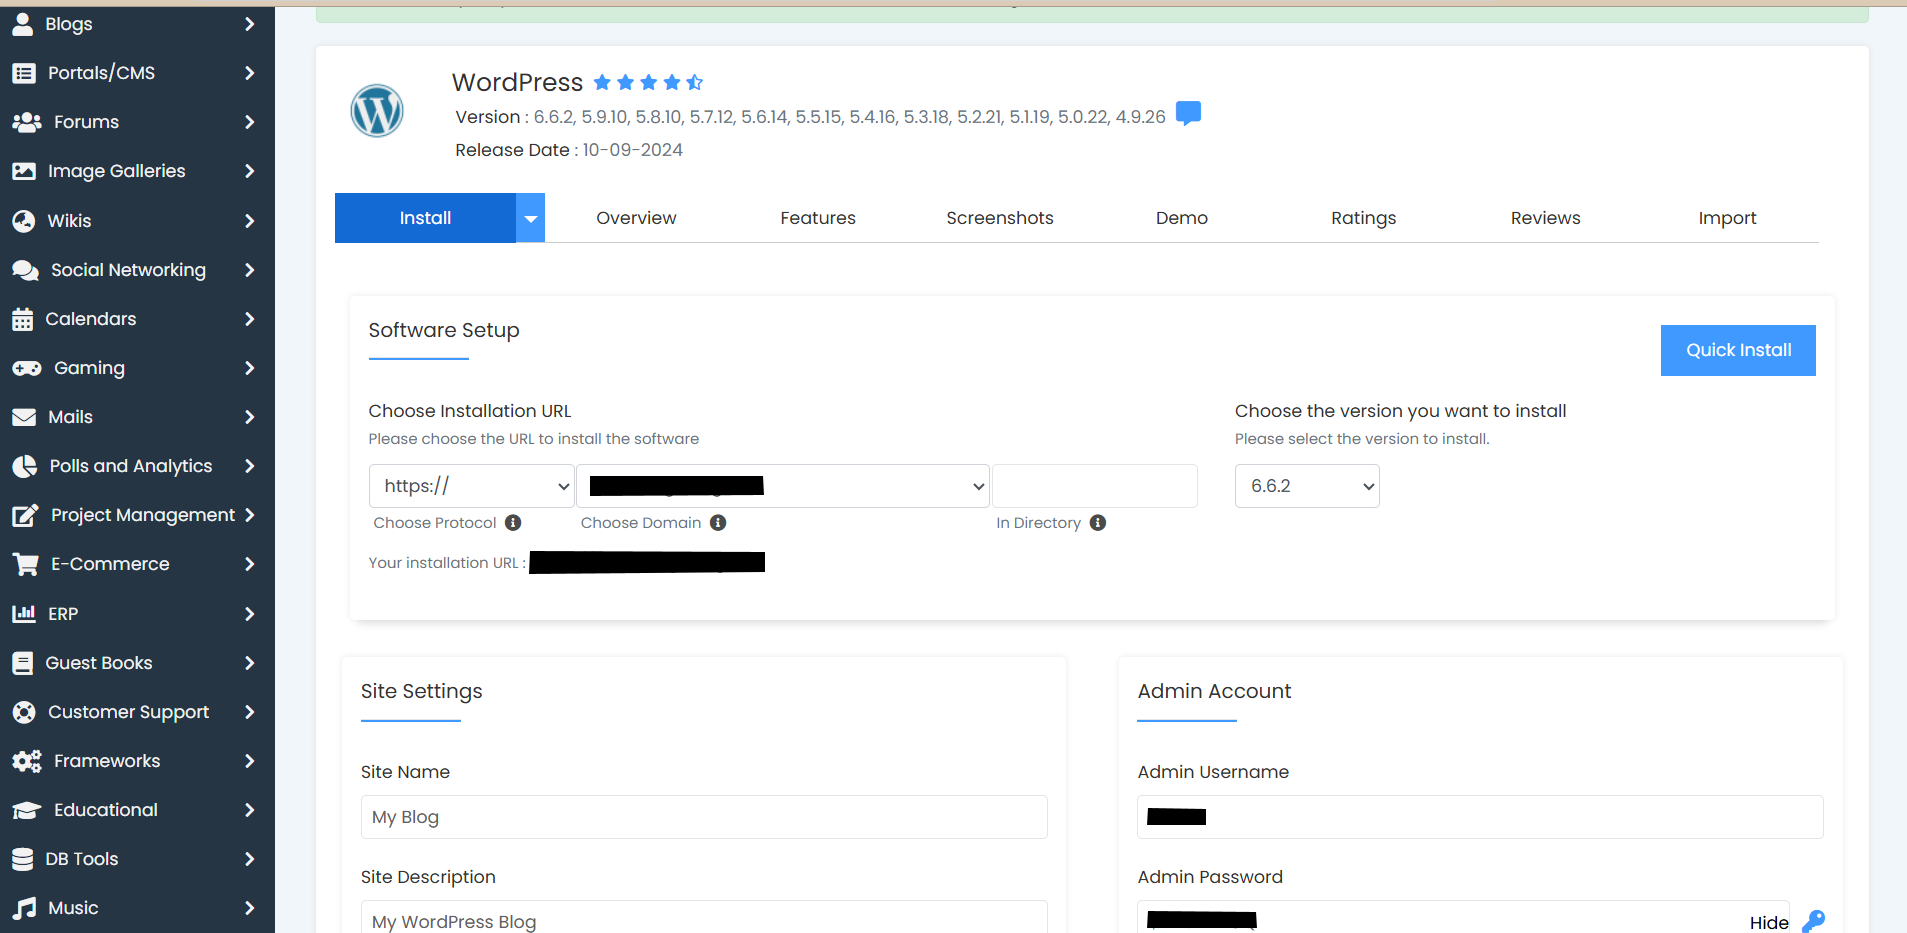 Blogs
Portals/CMS
Forums
Image Galleries
Wikis
Social Networking
Calendars
Gaming
Mails
Polls and Analytics
Project Management
E-Commerce
ERP
Guest Books
Customer Support
Frameworks
Educational
DB Tools
Music
WordPress
Version : 6.6.2, 5.9.10, 5.8.10, 5.7.12, 5.6.14, 5.5.15, 5.4.16, 5.3.18, 5.2.21, 5.1.19, 5.0.22, 4.9.26
Release Date : 10-09-2024
Install Overview Features Screenshots Demo Ratings Reviews Import
Software Setup
Quick Install
Choose Installation URL
Please choose the URL to install the software
https://
Choose Protocol Choose Domain In Directory
Your installation URL :
Choose the version you want to install
Please select the version to install.
6.6.2
Site Settings
Site Name
My Blog
Site Description
My WordPress Blog
Admin Account
Admin Username
Admin Password
Hide